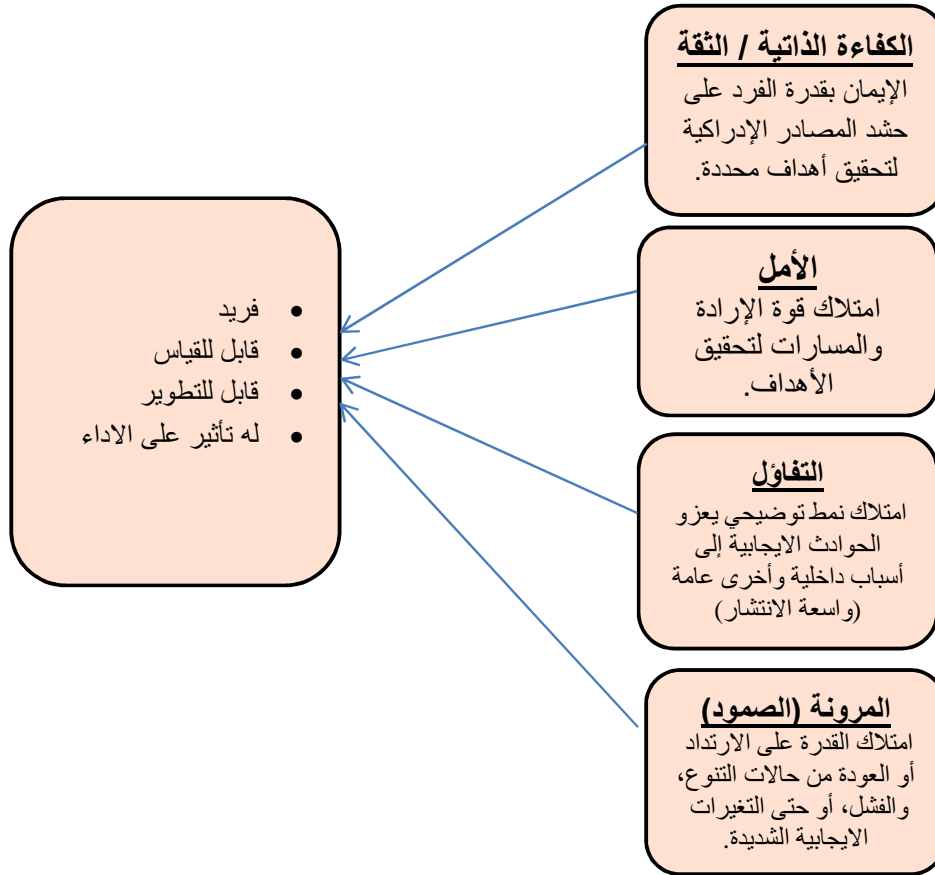 الكفاءة الذاتية / الثقة
الإيمان بقدرة الفرد على
حشد المصادر الإدراكية
لتحقيق أهداف محددة.
الأمل
امتلاك قوة الإرادة
والمسارات لتحقيق
الأهداف.
التفاؤل
امتلاك نمط توضيحي يعزو
الحوادث الايجابية إلى
أسباب داخلية وأخرى عامة
(واسعة الانتشار)
المرونة (الصمود)
امتلاك القدرة على الارتداد
أو العودة من حالات التنوع،
والفشل، أو حتى التغيرات
الايجابية الشديدة.
• فريد
• قابل للقياس
• قابل للتطوير
• له تأثير على الاداء